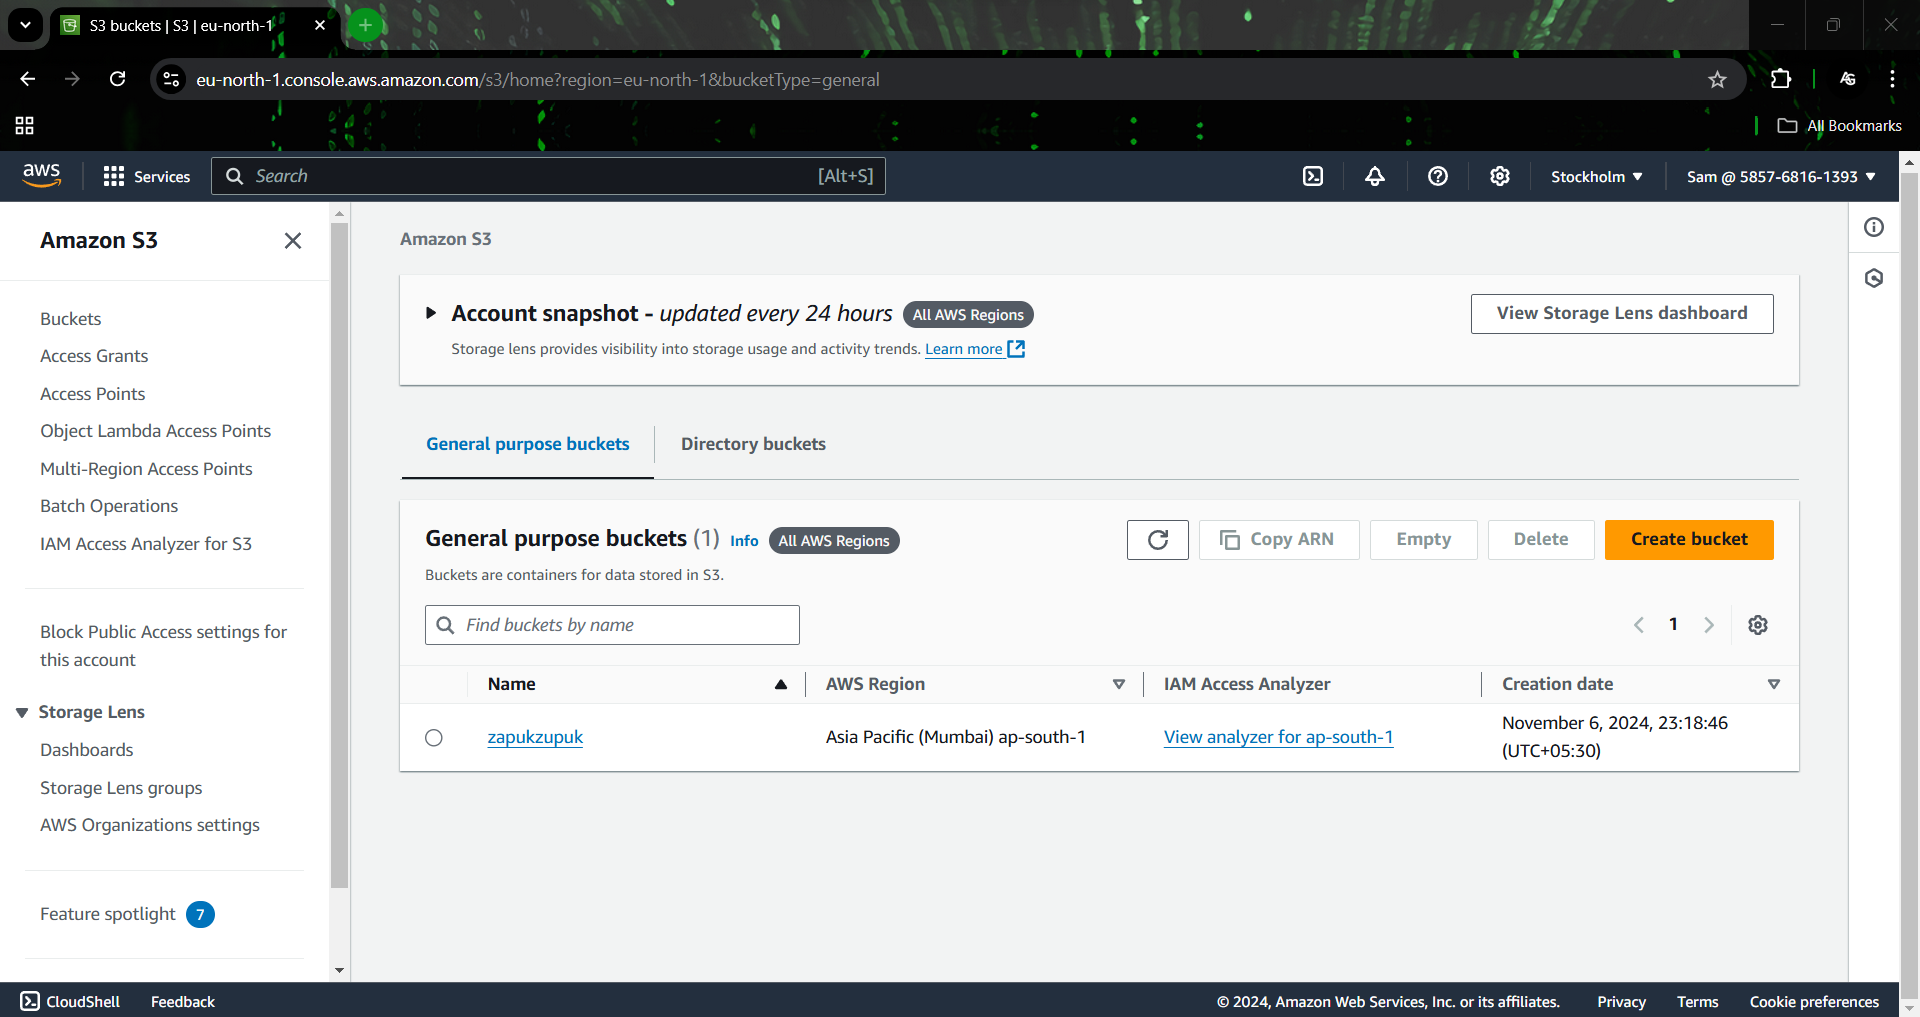 S3 buckets | S3 | eu-north-1
eu-north-1.console.aws.amazon.com/s3/home?region=eu-north-1&bucketType=general
All Bookmarks
aws
Services
Search
[Alt+S]
Stockholm
Sam @ 5857-6816-1393
Amazon S3
Buckets
Access Grants
Access Points
Object Lambda Access Points
Multi-Region Access Points
Batch Operations
IAM Access Analyzer for S3
Block Public Access settings for
this account
Storage Lens
Dashboards
Storage Lens groups
AWS Organizations settings
Feature spotlight 7
Amazon S3
Account snapshot - updated every 24 hours All AWS Regions
Storage lens provides visibility into storage usage and activity trends. Learn more
View Storage Lens dashboard
General purpose buckets
Directory buckets
General purpose buckets (1) Info All AWS Regions
Buckets are containers for data stored in S3.
Copy ARN
Empty
Delete
Create bucket
Find buckets by name
1
Name
AWS Region
IAM Access Analyzer
Creation date
zapukzupuk
Asia Pacific (Mumbai) ap-south-1
View analyzer for ap-south-1
November 6, 2024, 23:18:46
(UTC+05:30)
CloudShell
Feedback
© 2024, Amazon Web Services, Inc. or its affiliates.
Privacy
Terms
Cookie preferences